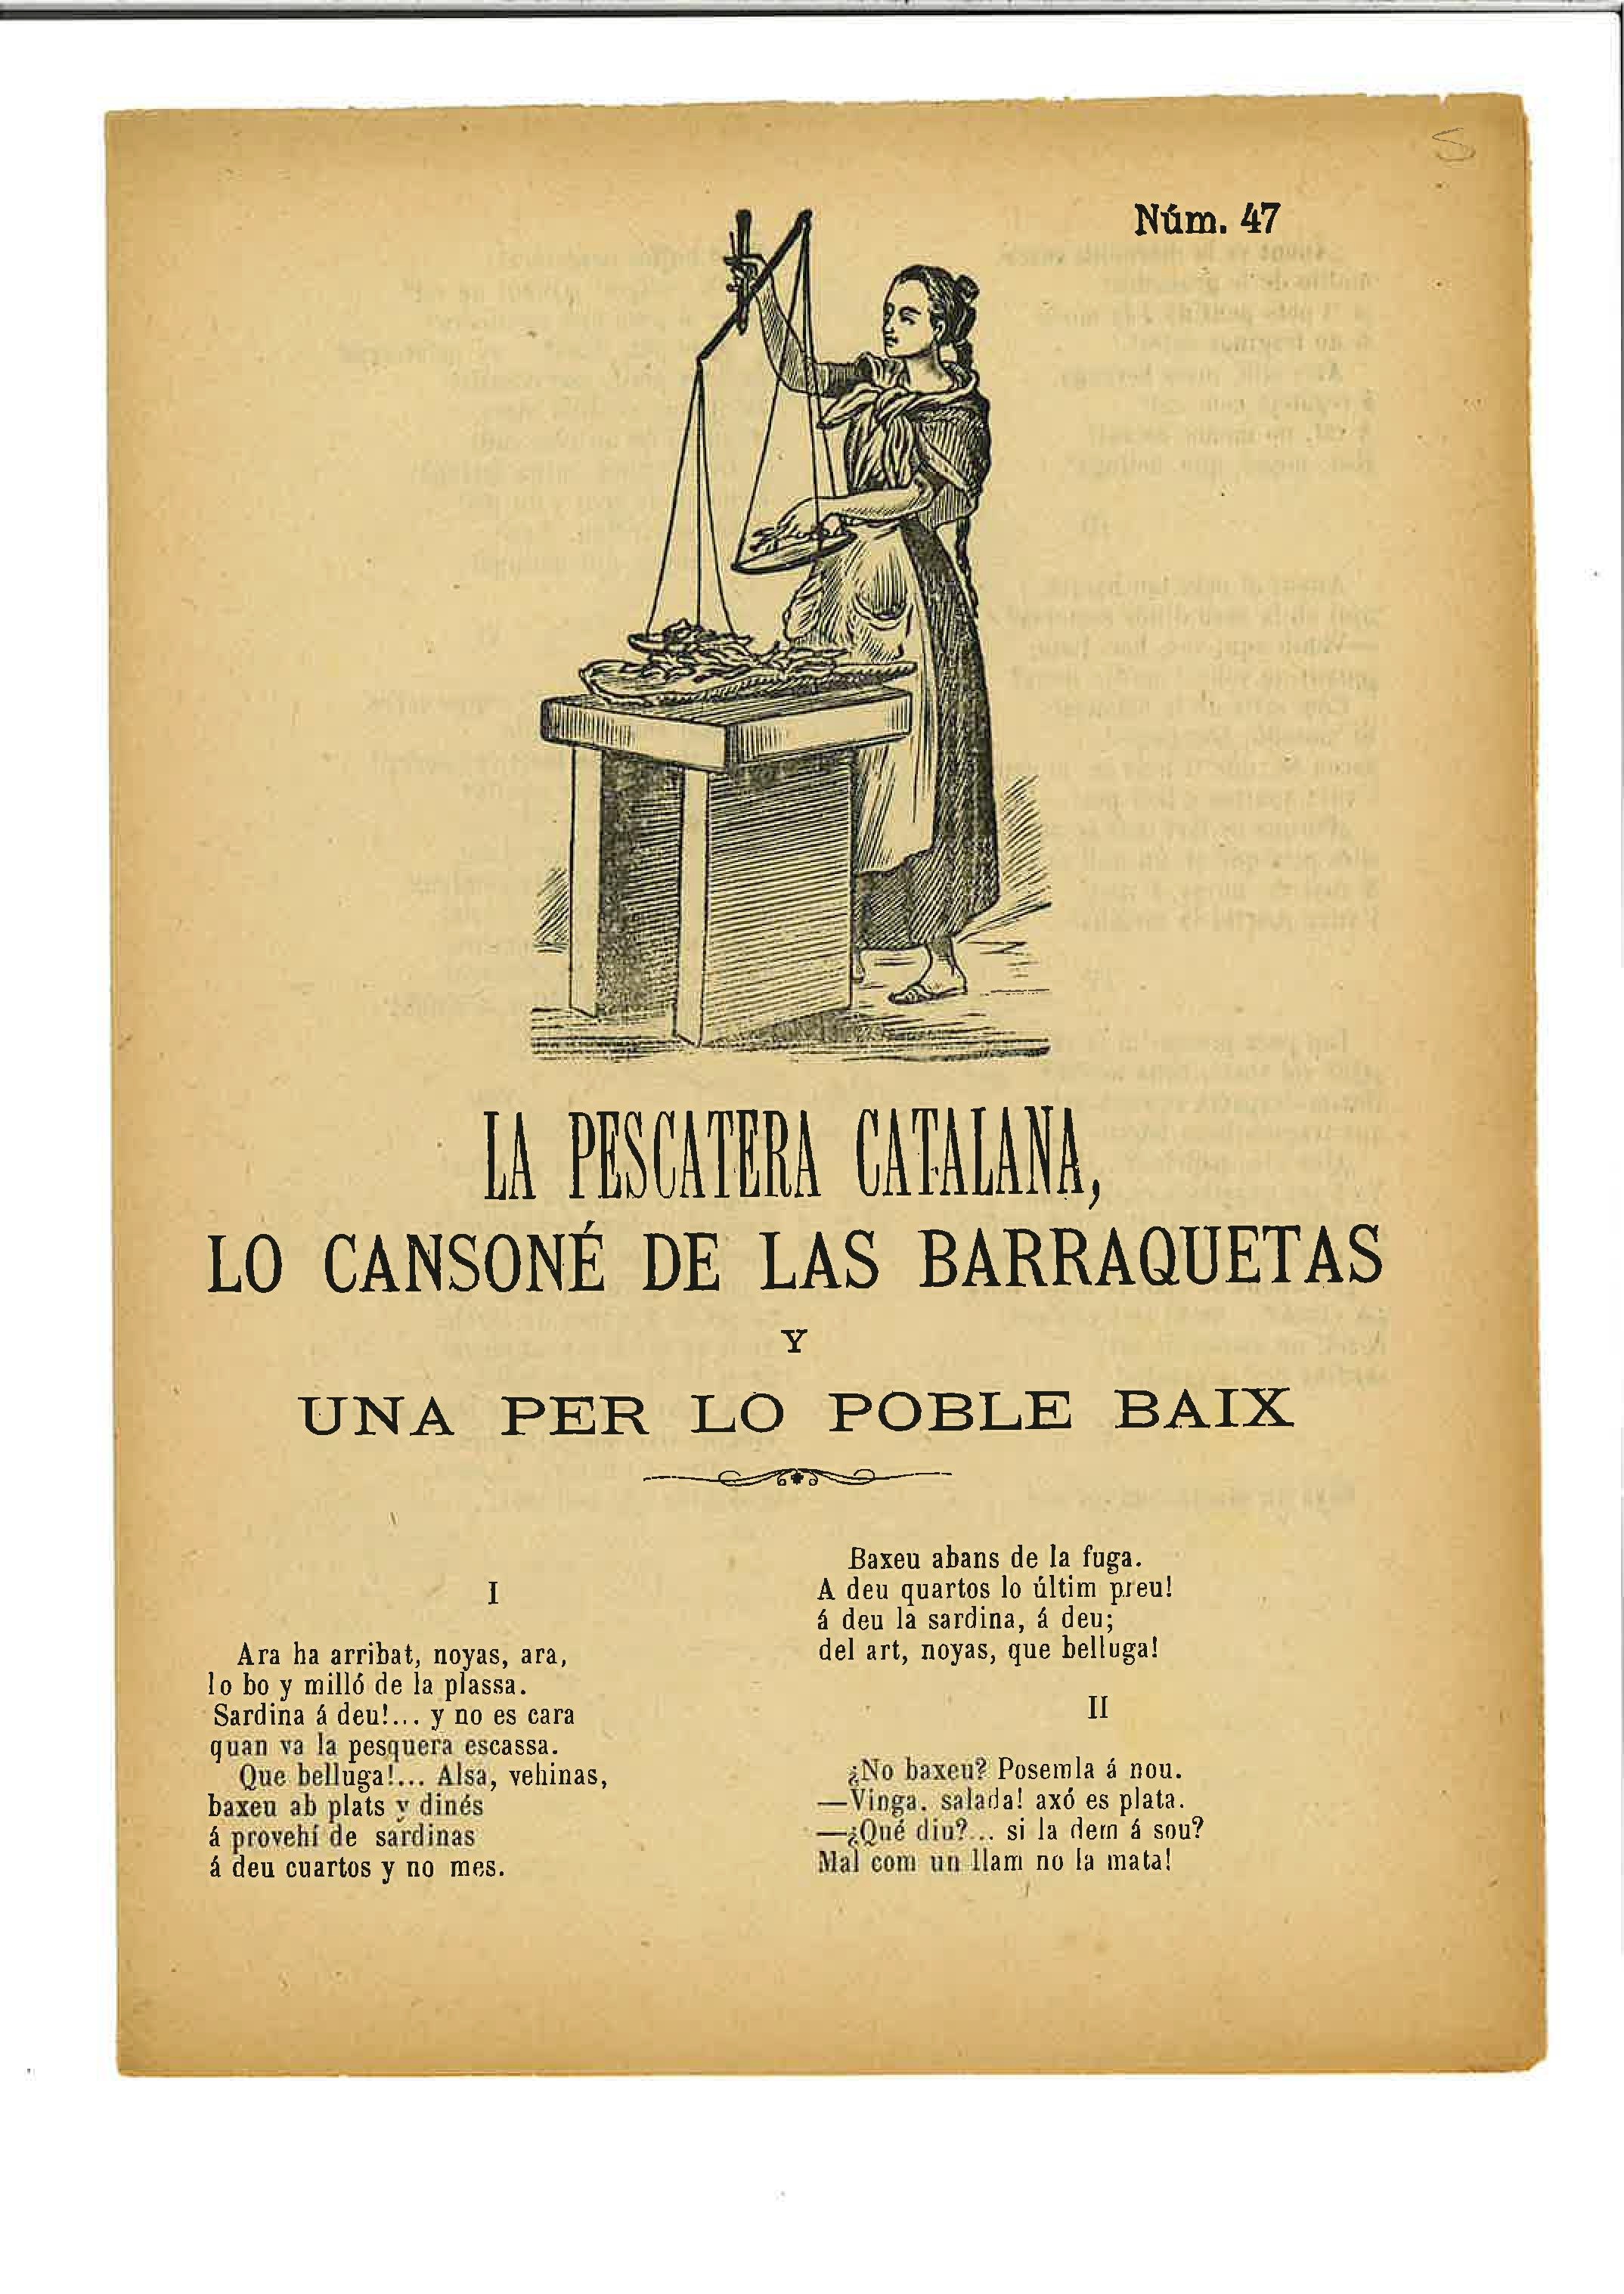 Núm. 47
LA PESCATERA CATALANA,
LO CANSONÉ DE LAS BARRAQUETAS
Y
UNA PER LO POBLE BAIX
I
Ara ha arribat, noyas, ara,
lo bo y milló de la plassa.
Sardina á deu!... y no es cara
quan va la pesquera escassa.
Que belluga!... Alsa, vehinas,
baxeu ab plats y dinés
á provehí de sardinas
á deu cuartos y no mes.
Baxeu abans de la fuga.
A deu quartos lo últim preu!
á deu la sardina, á deu;
del art, noyas, que belluga!
II
¿No baxeu? Posemla á nou.
—Vinga. salada! axó es plata.
—¿Qué diu?... si la dem á sou?
Mal com un llam no la mata!